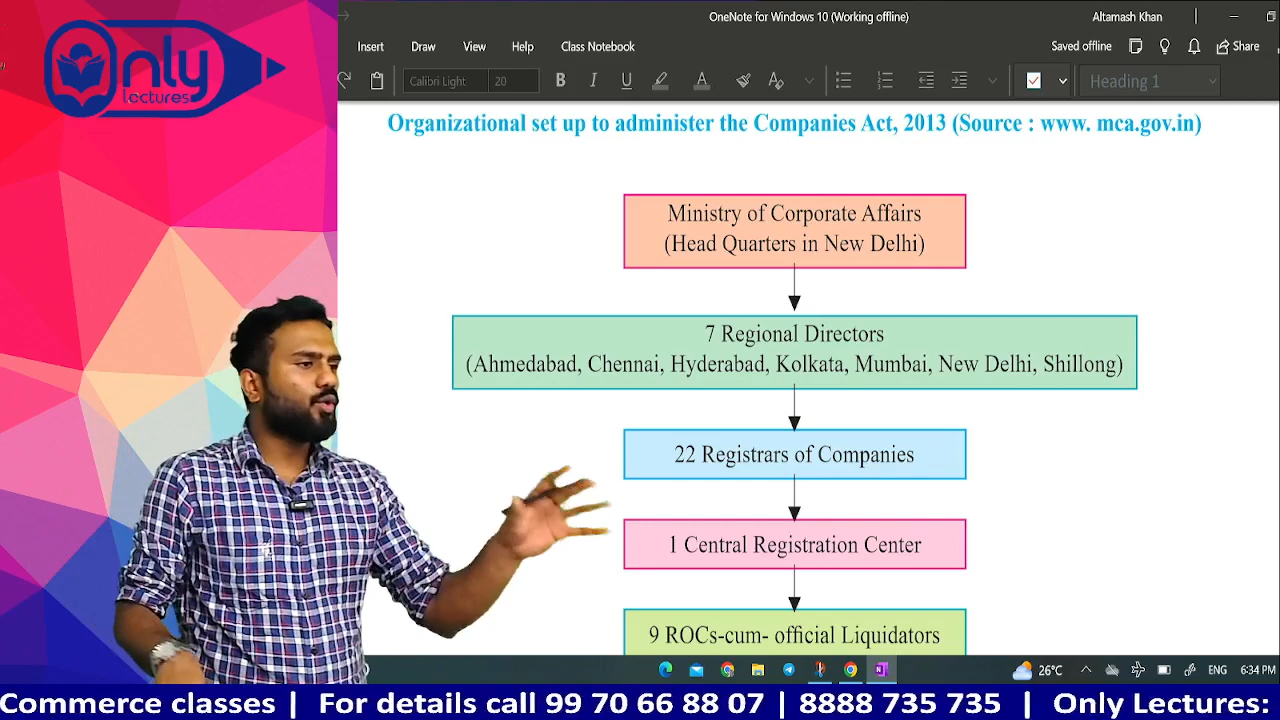 Only
lectures
OneNote for Windows 10 (Working offline)
Altamash Khan
Insert
Draw
View
Help
Class Notebook
Saved offline
Share
Calibri Light
20
B
I
U
A
Heading 1
Organizational set up to administer the Companies Act, 2013 (Source : www. mca.gov.in)
Ministry of Corporate Affairs
(Head Quarters in New Delhi)
7 Regional Directors
(Ahmedabad, Chennai, Hyderabad, Kolkata, Mumbai, New Delhi, Shillong)
22 Registrars of Companies
1 Central Registration Center
9 ROCs-cum- official Liquidators
26°C
ENG
6:34 PM
Commerce classes | For details call 99 70 66 88 07 | 8888 735 735 | Only Lectures: